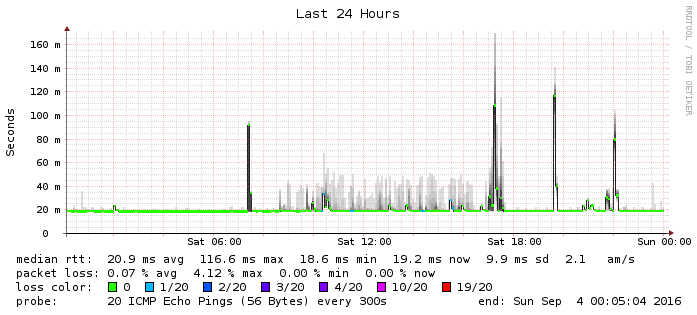 Last 24 Hours
RRDTOOL / TOBI OETIKER
Seconds
160 m
140 m
120 m
100 m
80 m
60 m
40 m
20 m
0
Sat 06:00 Sat 12:00 Sat 18:00 Sun 00:00
median rtt: 20.9 ms avg 116.6 ms max 18.6 ms min 19.2 ms now 9.9 ms sd 2.1 am/s
packet loss: 0.07 % avg 4.12 % max 0.00 % min 0.00 % now
loss color: 0 1/20 2/20 3/20 4/20 10/20 19/20
probe: 20 ICMP Echo Pings (56 Bytes) every 300s end: Sun Sep 4 00:05:04 2016